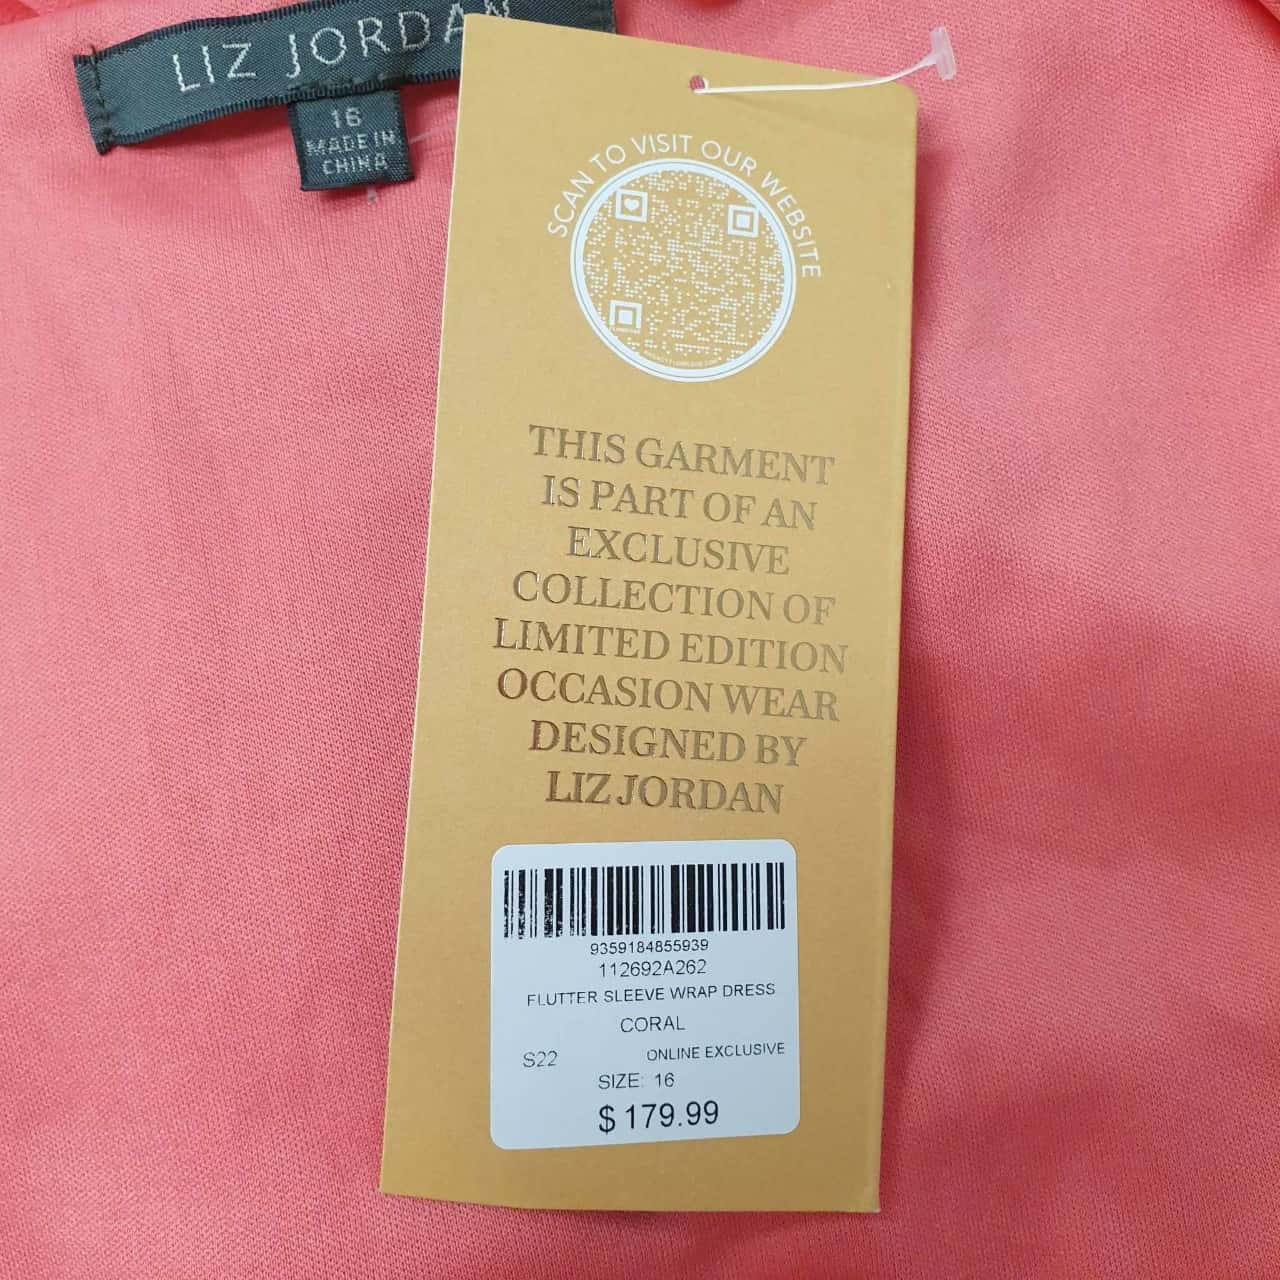 LIZ JORDAN
16
MADE IN
CHINA
SCAN TO VISIT OUR WEBSITE
THIS GARMENT
IS PART OF AN
EXCLUSIVE
COLLECTION OF
LIMITED EDITION
OCCASION WEAR
DESIGNED BY
LIZ JORDAN
9359184855939
112692A262
FLUTTER SLEEVE WRAP DRESS
CORAL
S22 ONLINE EXCLUSIVE
SIZE: 16
$ 179.99